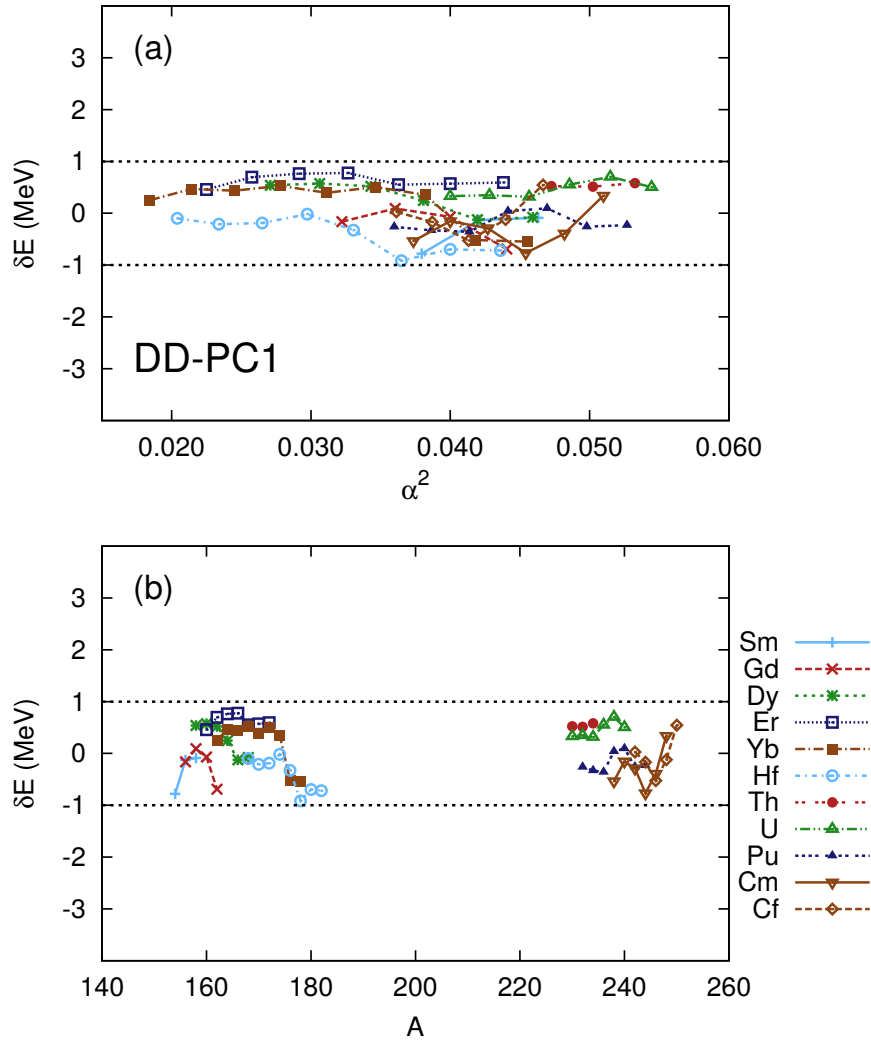 (a)
3
2
1
0
-1
-2
-3
δE (MeV)
DD-PC1
0.020 0.030 0.040 0.050 0.060
α²
(b)
3
2
1
0
-1
-2
-3
δE (MeV)
140 160 180 200 220 240 260
A
Sm
Gd
Dy
Er
Yb
Hf
Th
U
Pu
Cm
Cf